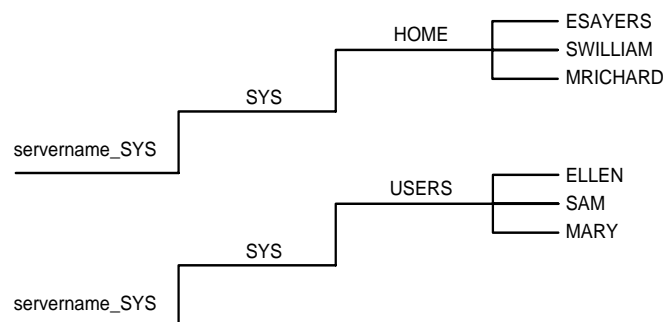 servername_SYS
SYS
HOME
ESAYERS
SWILLIAM
MRICHARD
servername_SYS
SYS
USERS
ELLEN
SAM
MARY